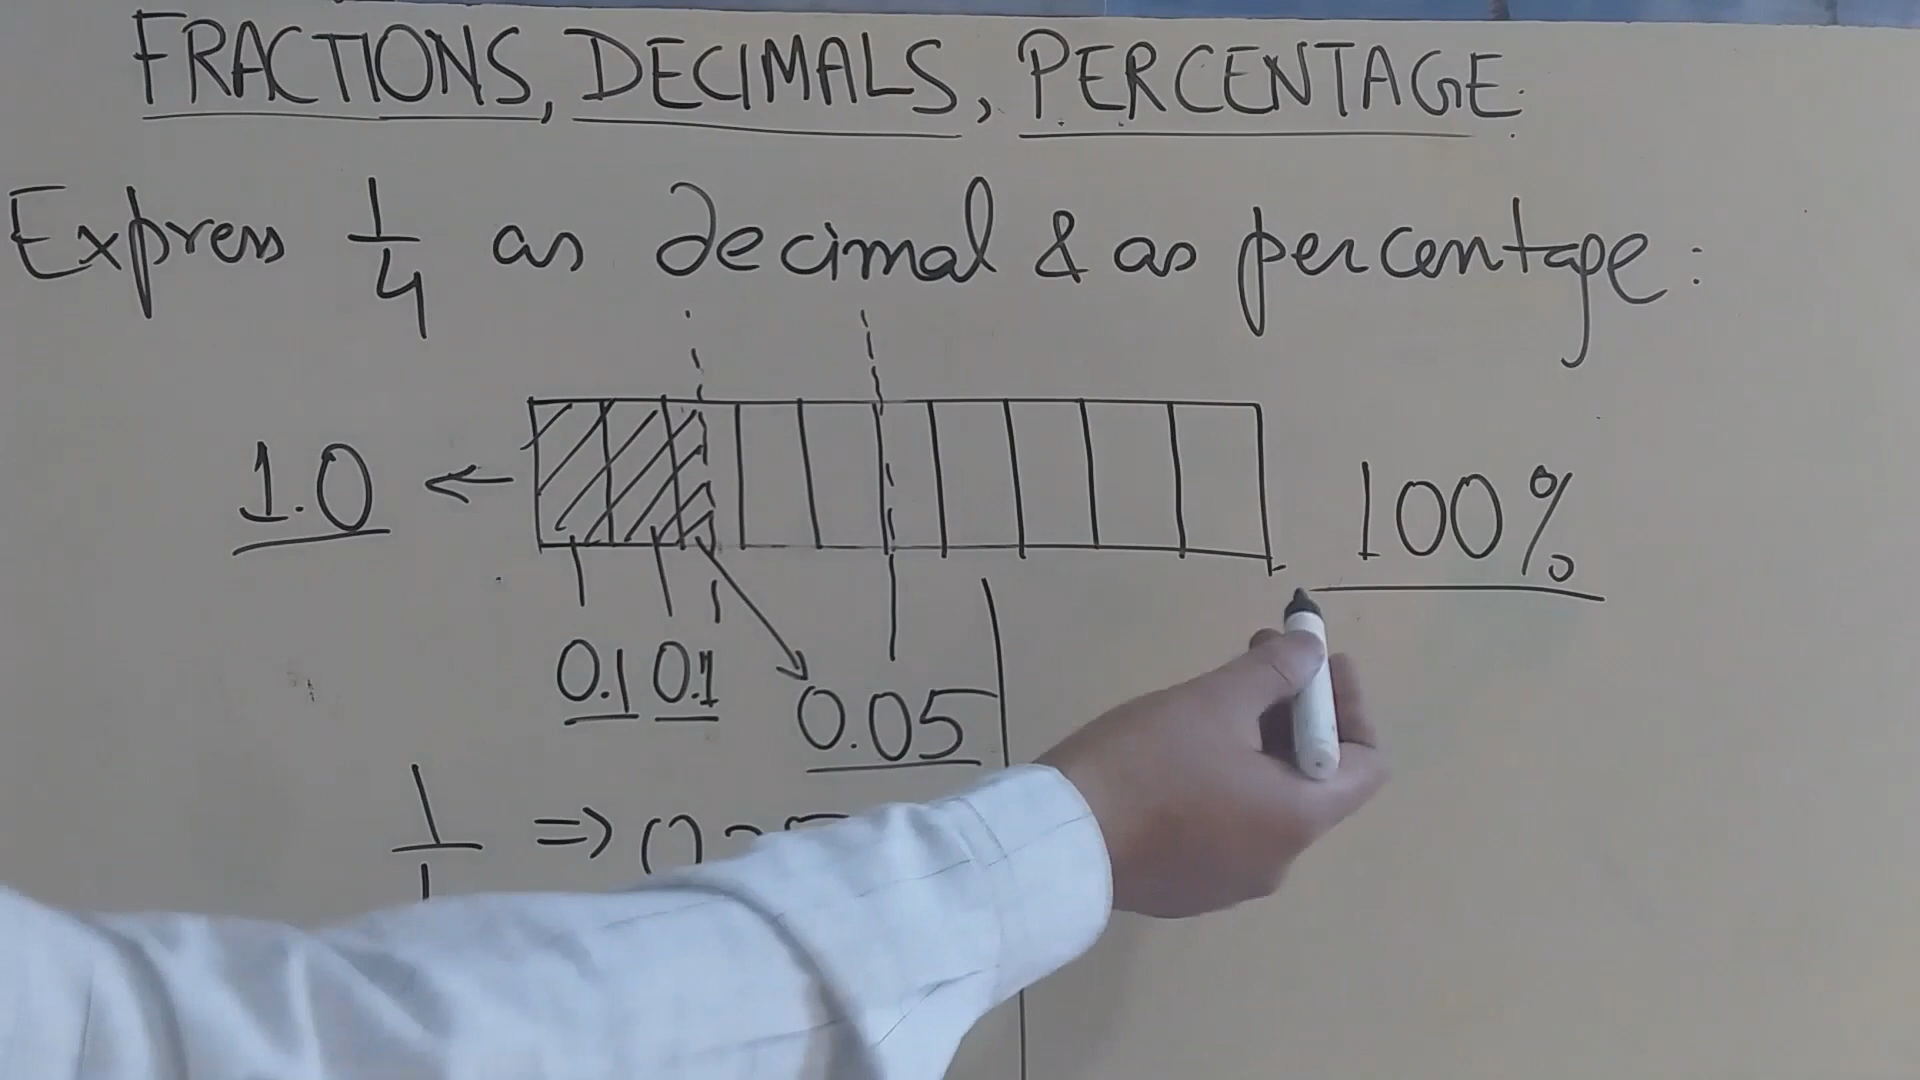 FRACTIONS, DECIMALS, PERCENTAGE
Express 1/4 as decimal & as percentage:
1.0 ← 100%
0.1 0.1 0.05
1 ⇒